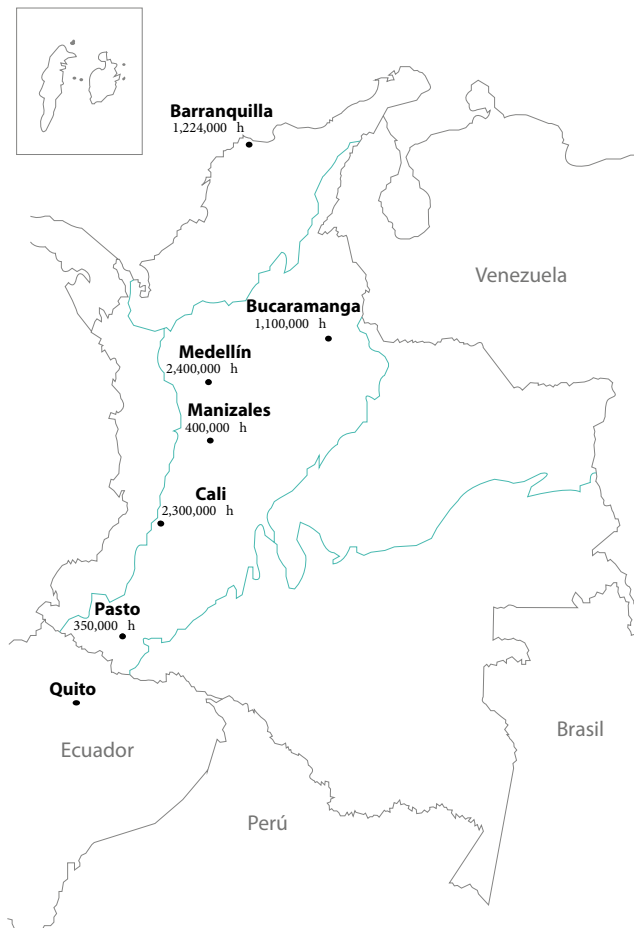 Barranquilla
1,224,000 h
Venezuela
Bucaramanga
1,100,000 h
Medellín
2,400,000 h
Manizales
400,000 h
Cali
2,300,000 h
Pasto
350,000 h
Quito
Ecuador
Brasil
Perú